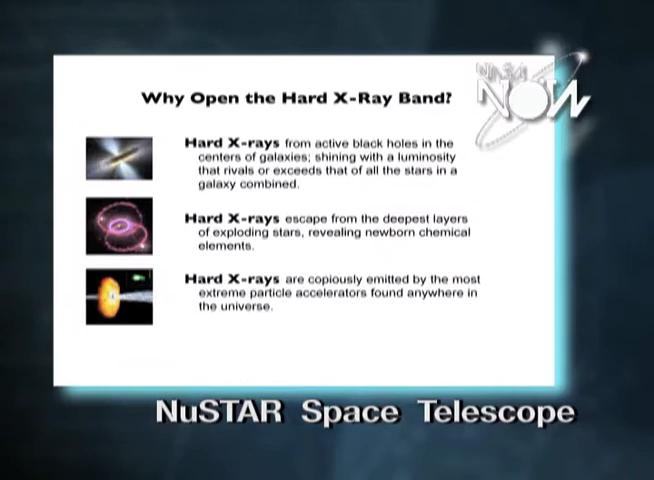 NASA
NOW
Why Open the Hard X-Ray Band?
Hard X-rays from active black holes in the
centers of galaxies; shining with a luminosity
that rivals or exceeds that of all the stars in a
galaxy combined.
Hard X-rays escape from the deepest layers
of exploding stars, revealing newborn chemical
elements.
Hard X-rays are copiously emitted by the most
extreme particle accelerators found anywhere in
the universe.
NuSTAR Space Telescope